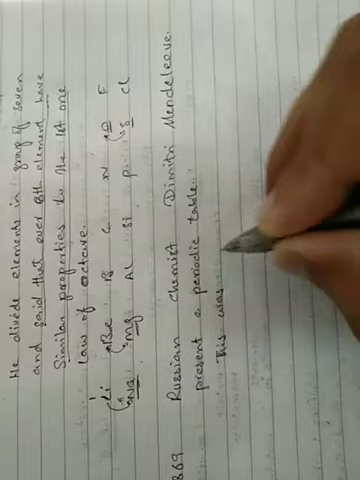 He divide elements in group of seven
and said that ever 8th element have
Similar properties to the 1st one
Law of octave
Li Be B C N O F
Na Mg Al Si P S Cl
869 Russian chemist Dimitri Mendeleeve
present a periodic table.
This was